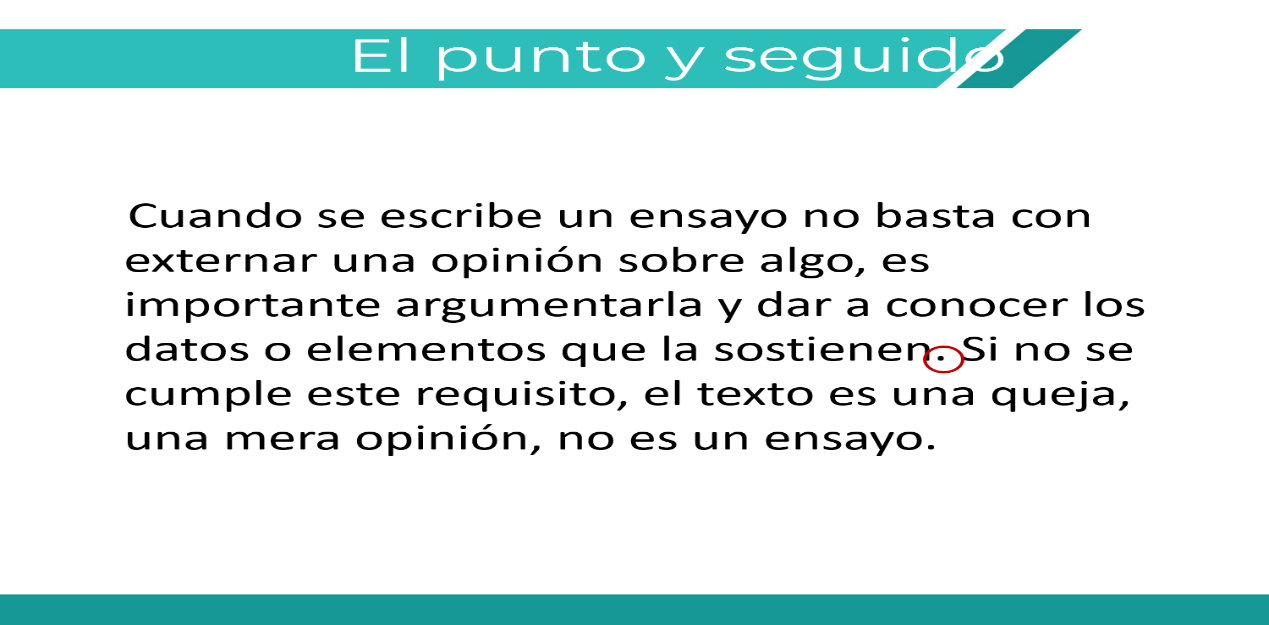 El punto y seguido
Cuando se escribe un ensayo no basta con
externar una opinión sobre algo, es
importante argumentarla y dar a conocer los
datos o elementos que la sostienen. Si no se
cumple este requisito, el texto es una queja,
una mera opinión, no es un ensayo.